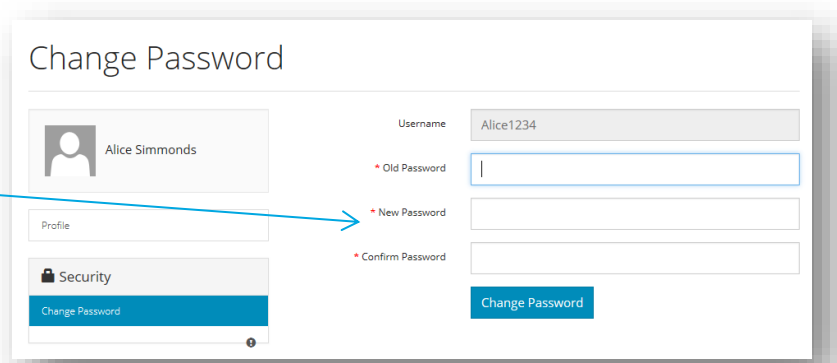 Change Password
Alice Simmonds
Profile
Security
Change Password
Username
Alice1234
* Old Password
* New Password
* Confirm Password
Change Password